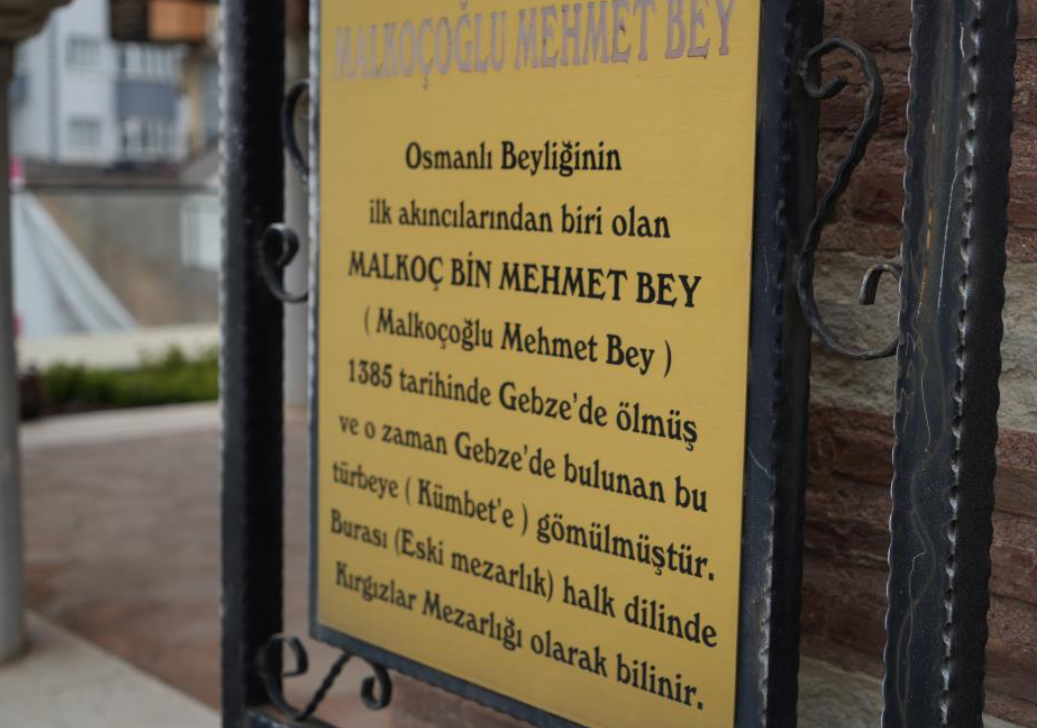 MALKOÇOĞLU MEHMET BEY
Osmanlı Beyliğinin
ilk akıncılarından biri olan
MALKOÇ BİN MEHMET BEY
( Malkoçoğlu Mehmet Bey )
1385 tarihinde Gebze'de ölmüş
ve o zaman Gebze'de bulunan bu
türbeye ( Kümbet'e ) gömülmüştür.
Burası (Eski mezarlık) halk dilinde
Kırgızlar Mezarlığı olarak bilinir.